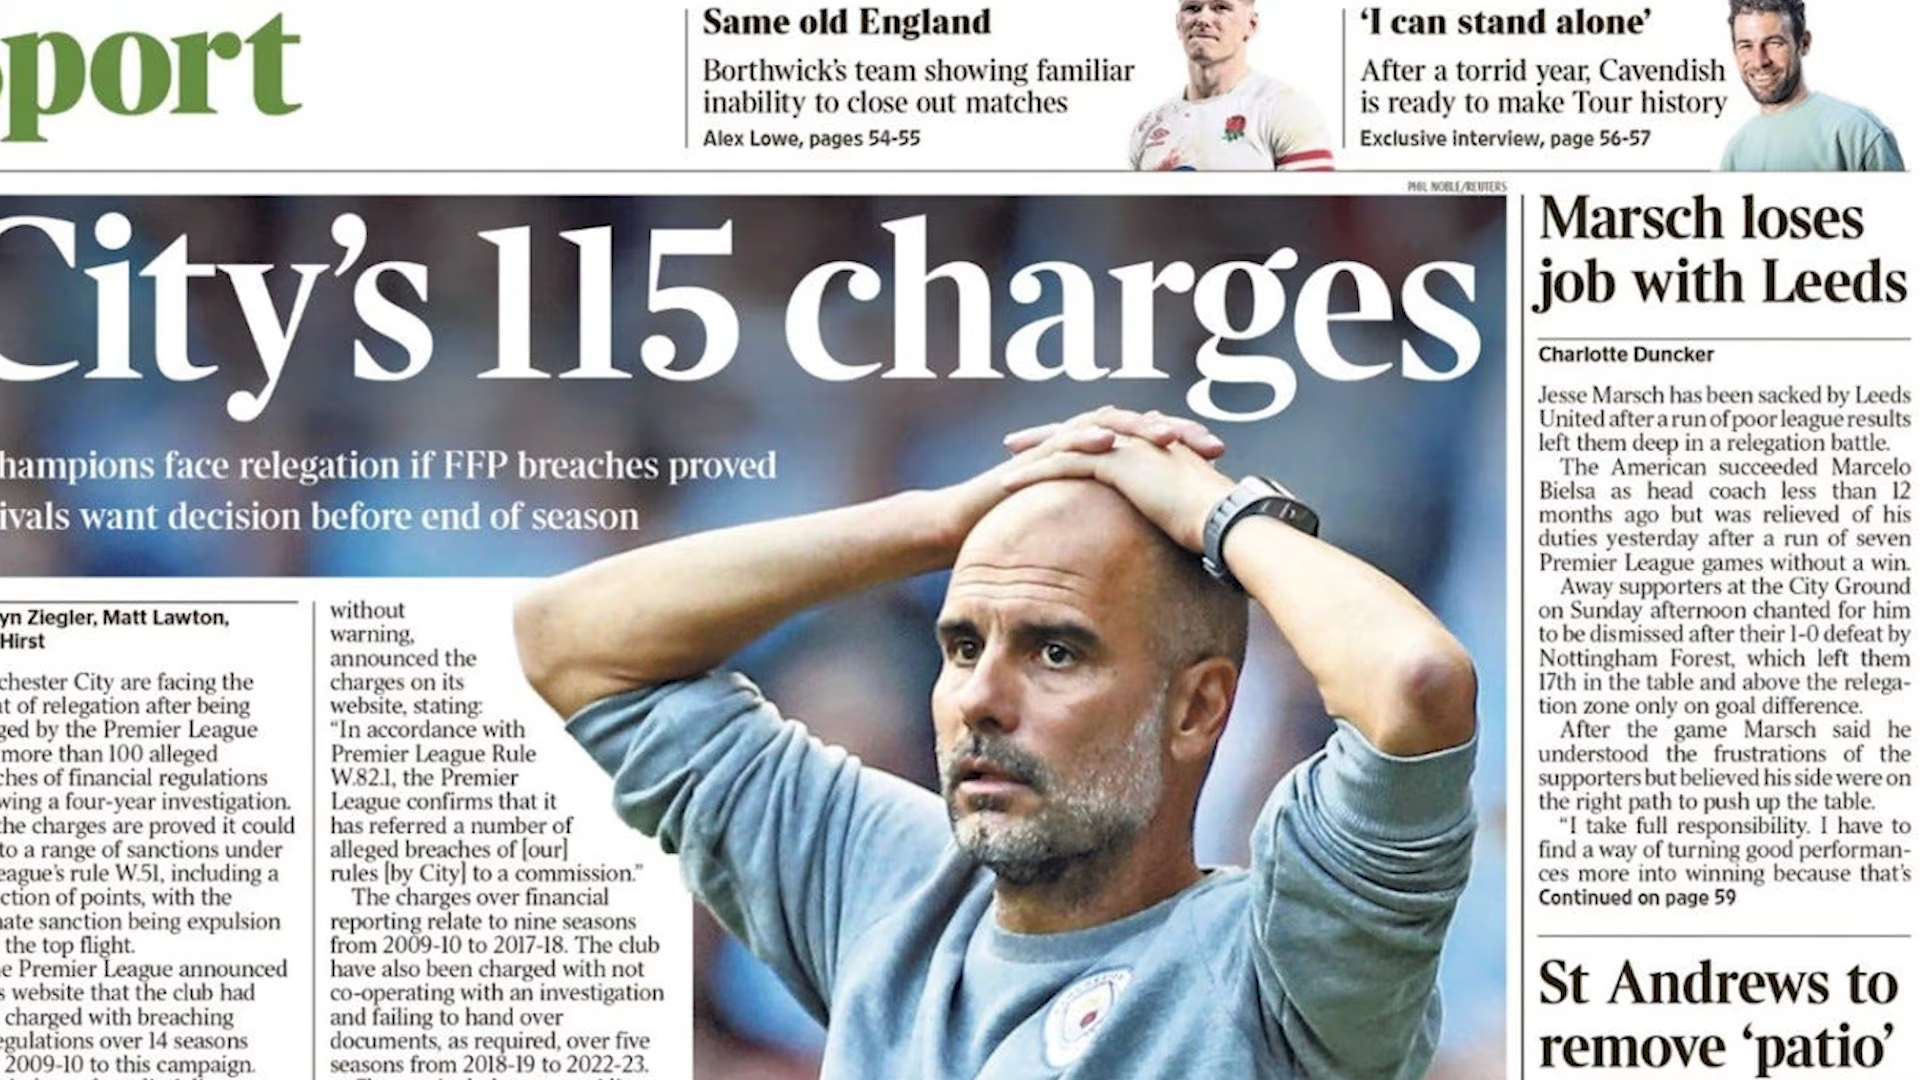 port
Same old England
Borthwick's team showing familiar
inability to close out matches
Alex Lowe, pages 54-55
'I can stand alone'
After a torrid year, Cavendish
is ready to make Tour history
Exclusive interview, page 56-57
PHIL NOBLE/REUTERS
City's 115 charges
hampions face relegation if FFP breaches proved
ivals want decision before end of season
yn Ziegler, Matt Lawton,
Hirst
chester City are facing the
at of relegation after being
ged by the Premier League
more than 100 alleged
ches of financial regulations
wing a four-year investigation.
the charges are proved it could
to a range of sanctions under
eague's rule W.51, including a
ction of points, with the
nate sanction being expulsion
the top flight.
e Premier League announced
s website that the club had
charged with breaching
egulations over 14 seasons
2009-10 to this campaign.
without
warning,
announced the
charges on its
website, stating:
"In accordance with
Premier League Rule
W.82.1, the Premier
League confirms that it
has referred a number of
alleged breaches of [our]
rules [by City] to a commission."
The charges over financial
reporting relate to nine seasons
from 2009-10 to 2017-18. The club
have also been charged with not
co-operating with an investigation
and failing to hand over
documents, as required, over five
seasons from 2018-19 to 2022-23.
Marsch loses
job with Leeds
Charlotte Duncker
Jesse Marsch has been sacked by Leeds
United after a run of poor league results
left them deep in a relegation battle.
The American succeeded Marcelo
Bielsa as head coach less than 12
months ago but was relieved of his
duties yesterday after a run of seven
Premier League games without a win.
Away supporters at the City Ground
on Sunday afternoon chanted for him
to be dismissed after their 1-0 defeat by
Nottingham Forest, which left them
17th in the table and above the relega-
tion zone only on goal difference.
After the game Marsch said he
understood the frustrations of the
supporters but believed his side were on
the right path to push up the table.
"I take full responsibility. I have to
find a way of turning good performan-
ces more into winning because that's
Continued on page 59
St Andrews to
remove 'patio'